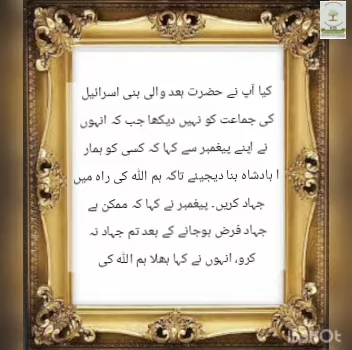 کیا آپ نے حضرت بعد والی بنی اسرائیل
کی جماعت کو نہیں دیکھا جب کہ انہوں
نے اپنے پیغمبر سے کہا کہ کسی کو ہمار
ا بادشاہ بنا دیجیئے تاکہ ہم اللہ کی راہ میں
جہاد کریں۔ پیغمبر نے کہا کہ ممکن ہے
جہاد فرض ہوجانے کے بعد تم جہاد نہ
کرو، انہوں نے کہا بھلا ہم اللہ کی